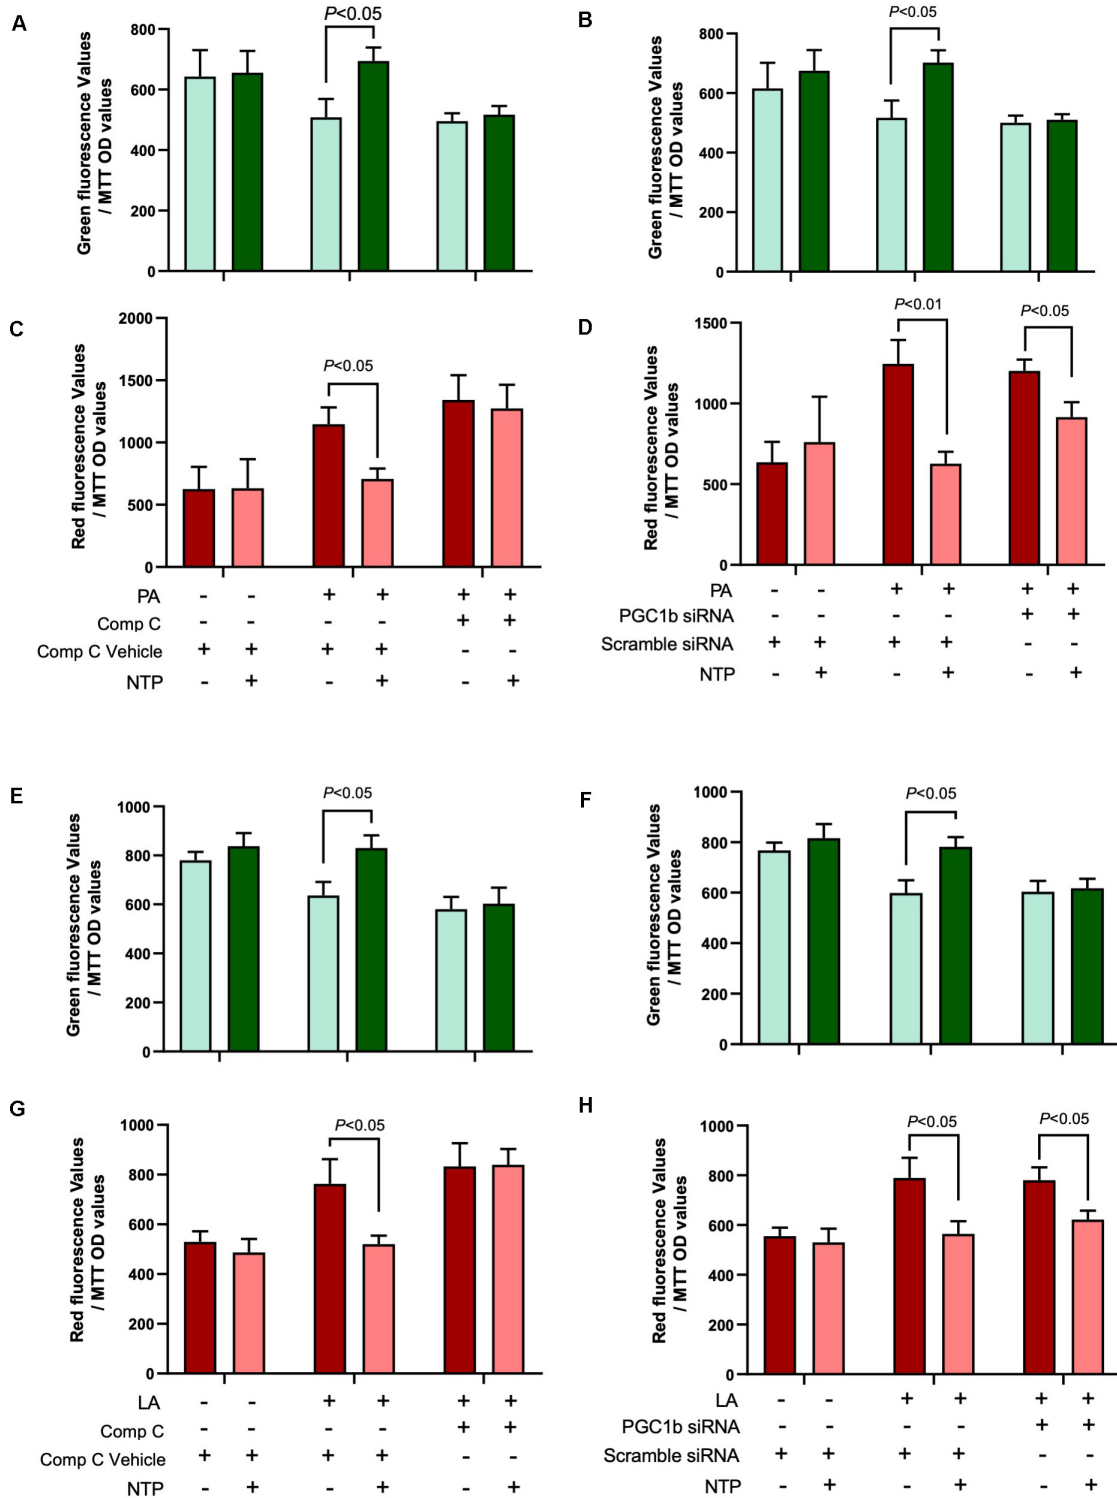 A
P<0.05
Green fluorescence Values
/ MTT OD values
800
600
400
200
0
B
P<0.05
Green fluorescence Values
/ MTT OD values
800
600
400
200
0
C
P<0.05
Red fluorescence Values
/ MTT OD values
2000
1500
1000
500
0
PA - - + + + +
Comp C - - - - + +
Comp C Vehicle + + + + - -
NTP - + - + - +
D
P<0.01
P<0.05
Red fluorescence Values
/ MTT OD values
1500
1000
500
0
PA - - + + + +
PGC1b siRNA - - - - + +
Scramble siRNA + + + + - -
NTP - + - + - +
E
P<0.05
Green fluorescence Values
/ MTT OD values
1000
800
600
400
200
0
F
P<0.05
Green fluorescence Values
/ MTT OD values
1000
800
600
400
200
0
G
P<0.05
Red fluorescence Values
/ MTT OD values
1000
800
600
400
200
0
LA - - + + + +
Comp C - - - - + +
Comp C Vehicle + + + + - -
NTP - + - + - +
H
P<0.05
P<0.05
Red fluorescence Values
/ MTT OD values
1000
800
600
400
200
0
LA - - + + + +
PGC1b siRNA - - - - + +
Scramble siRNA + + + + - -
NTP - + - + - +